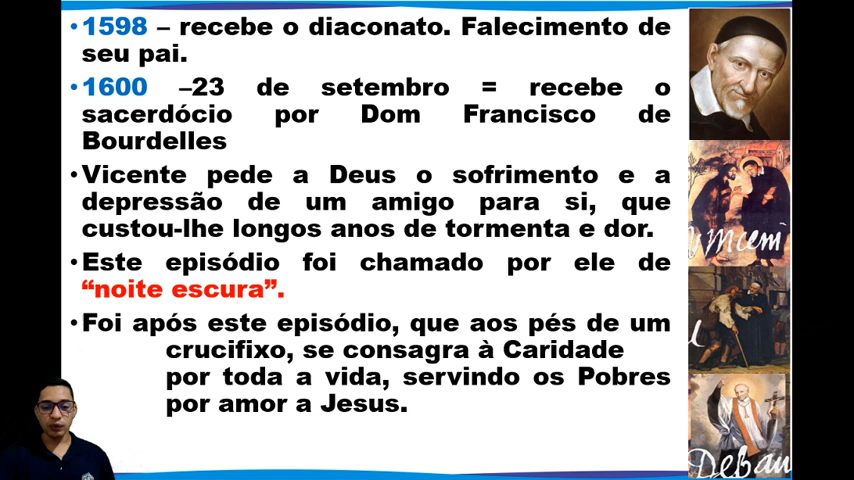 •1598 – recebe o diaconato. Falecimento de
seu pai.
•1600 –23 de setembro = recebe o
sacerdócio por Dom Francisco de
Bourdelles
•Vicente pede a Deus o sofrimento e a
depressão de um amigo para si, que
custou-lhe longos anos de tormenta e dor.
•Este episódio foi chamado por ele de
“noite escura”.
•Foi após este episódio, que aos pés de um
crucifixo, se consagra à Caridade
por toda a vida, servindo os Pobres
por amor a Jesus.